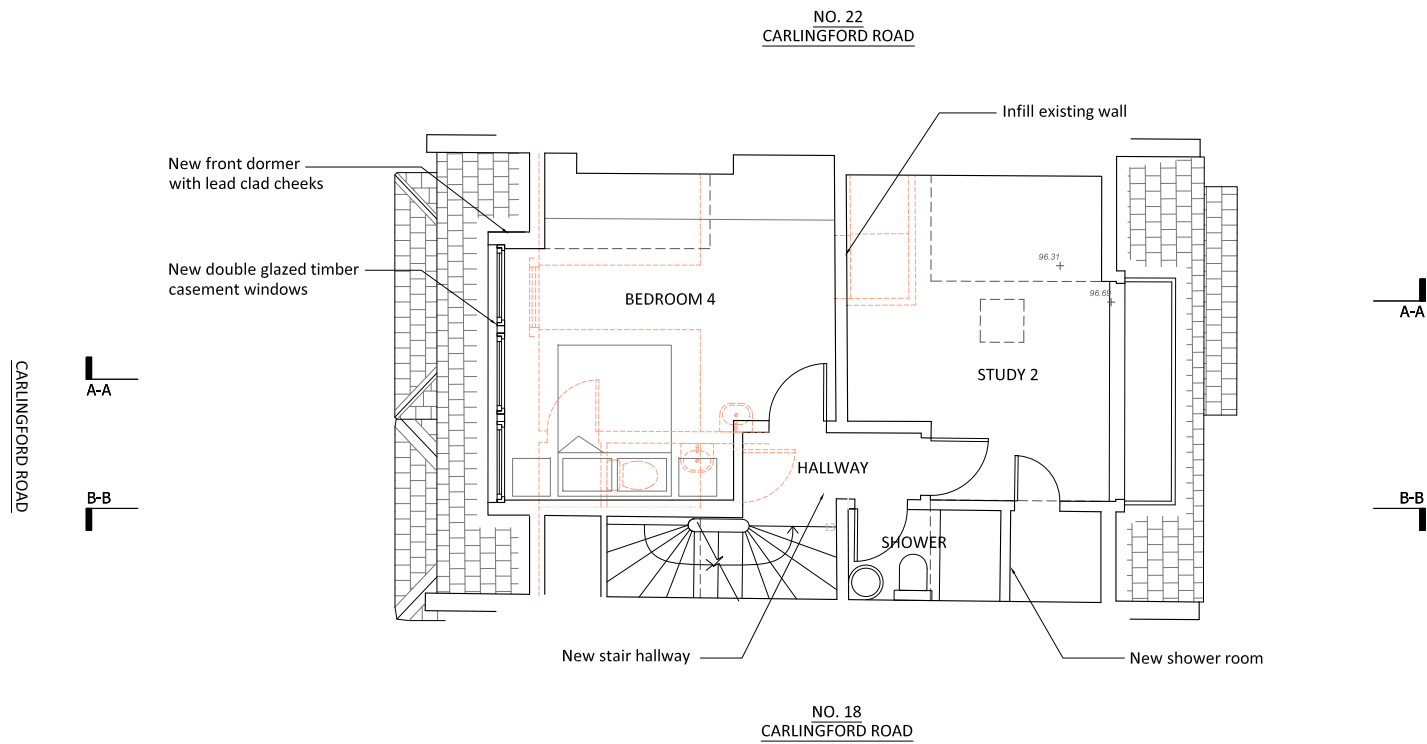 NO. 22
CARLINGFORD ROAD
Infill existing wall
New front dormer
with lead clad cheeks
New double glazed timber
casement windows
96.31
96.69
BEDROOM 4
A-A
A-A
STUDY 2
CARLINGFORD ROAD
HALLWAY
B-B
B-B
13
SHOWER
New stair hallway
New shower room
NO. 18
CARLINGFORD ROAD